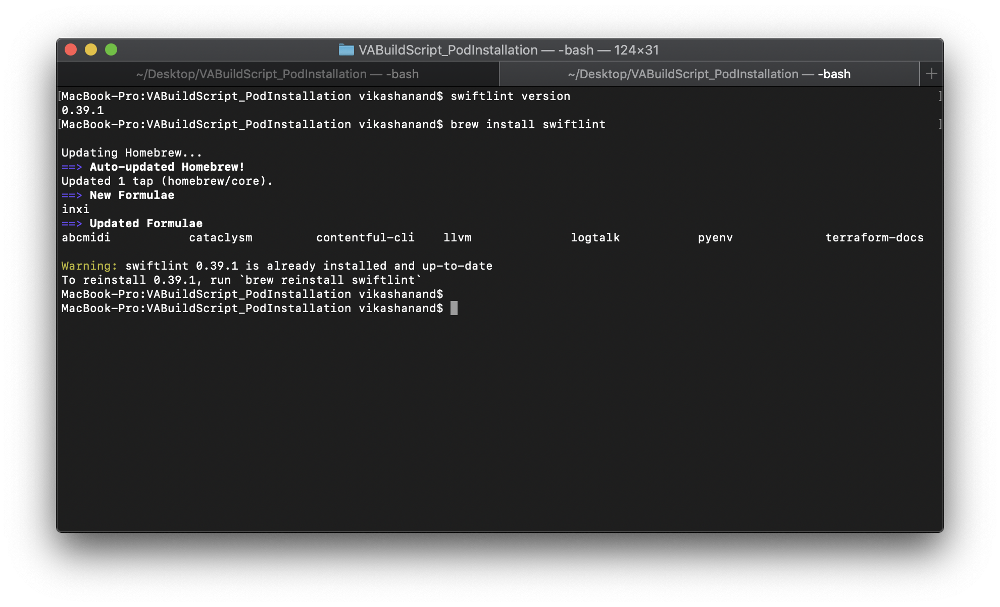 VABuildScript_PodInstallation — -bash — 124×31
~/Desktop/VABuildScript_PodInstallation — -bash ~/Desktop/VABuildScript_PodInstallation — -bash +
[MacBook-Pro:VABuildScript_PodInstallation vikashanand$ swiftlint version ]
0.39.1
[MacBook-Pro:VABuildScript_PodInstallation vikashanand$ brew install swiftlint ]
Updating Homebrew...
==> Auto-updated Homebrew!
Updated 1 tap (homebrew/core).
==> New Formulae
inxi
==> Updated Formulae
abcmidi cataclysm contentful-cli llvm logtalk pyenv terraform-docs
Warning: swiftlint 0.39.1 is already installed and up-to-date
To reinstall 0.39.1, run `brew reinstall swiftlint`
MacBook-Pro:VABuildScript_PodInstallation vikashanand$
MacBook-Pro:VABuildScript_PodInstallation vikashanand$